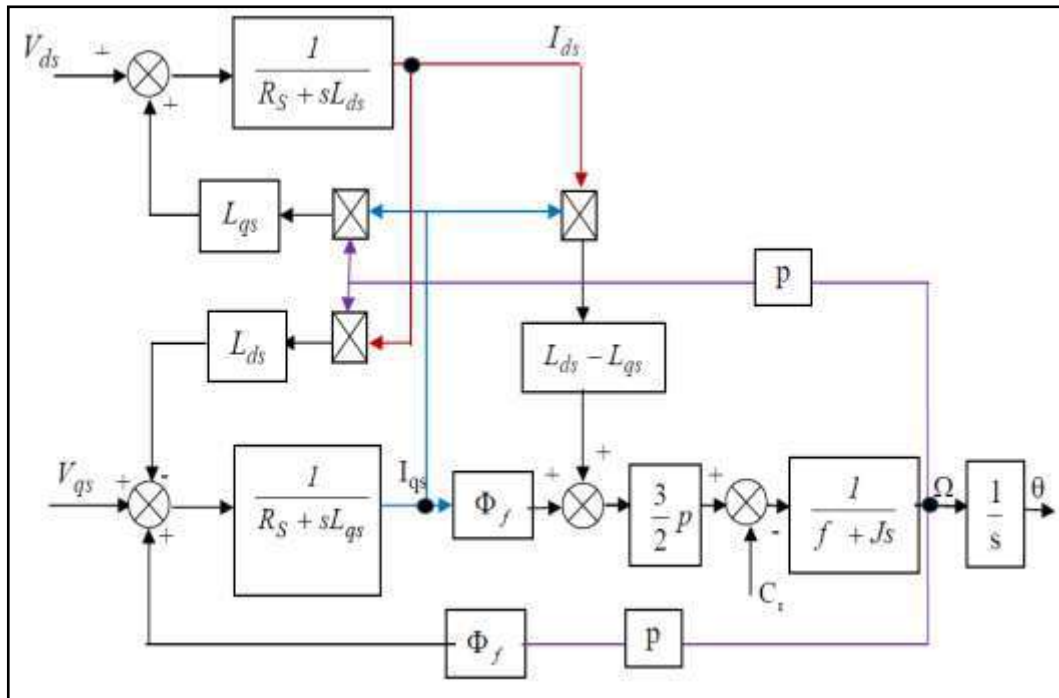 V_ds + + 1 / (R_S + sL_ds) I_ds
L_qs
p
L_ds
L_ds − L_qs
V_qs + - + 1 / (R_S + sL_qs) I_qs Φ_f + + 3/2 p + - 1 / (f + Js) Ω 1/s θ
C_r
Φ_f p